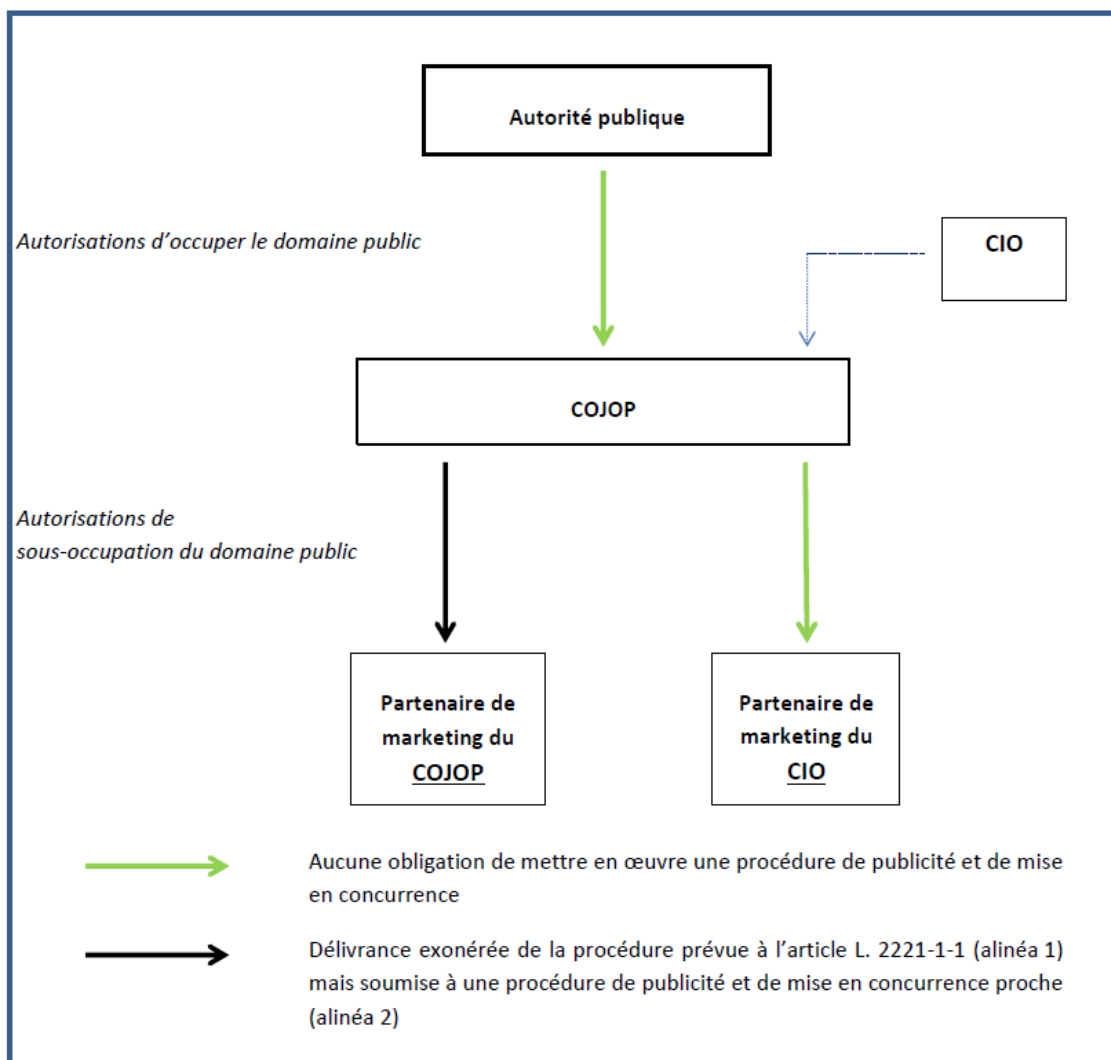 Autorité publique
Autorisations d’occuper le domaine public
CIO
COJOP
Autorisations de
sous-occupation du domaine public
Partenaire de
marketing du
COJOP
Partenaire de
marketing du
CIO
Aucune obligation de mettre en œuvre une procédure de publicité et de mise
en concurrence
Délivrance exonérée de la procédure prévue à l’article L. 2221-1-1 (alinéa 1)
mais soumise à une procédure de publicité et de mise en concurrence proche
(alinéa 2)